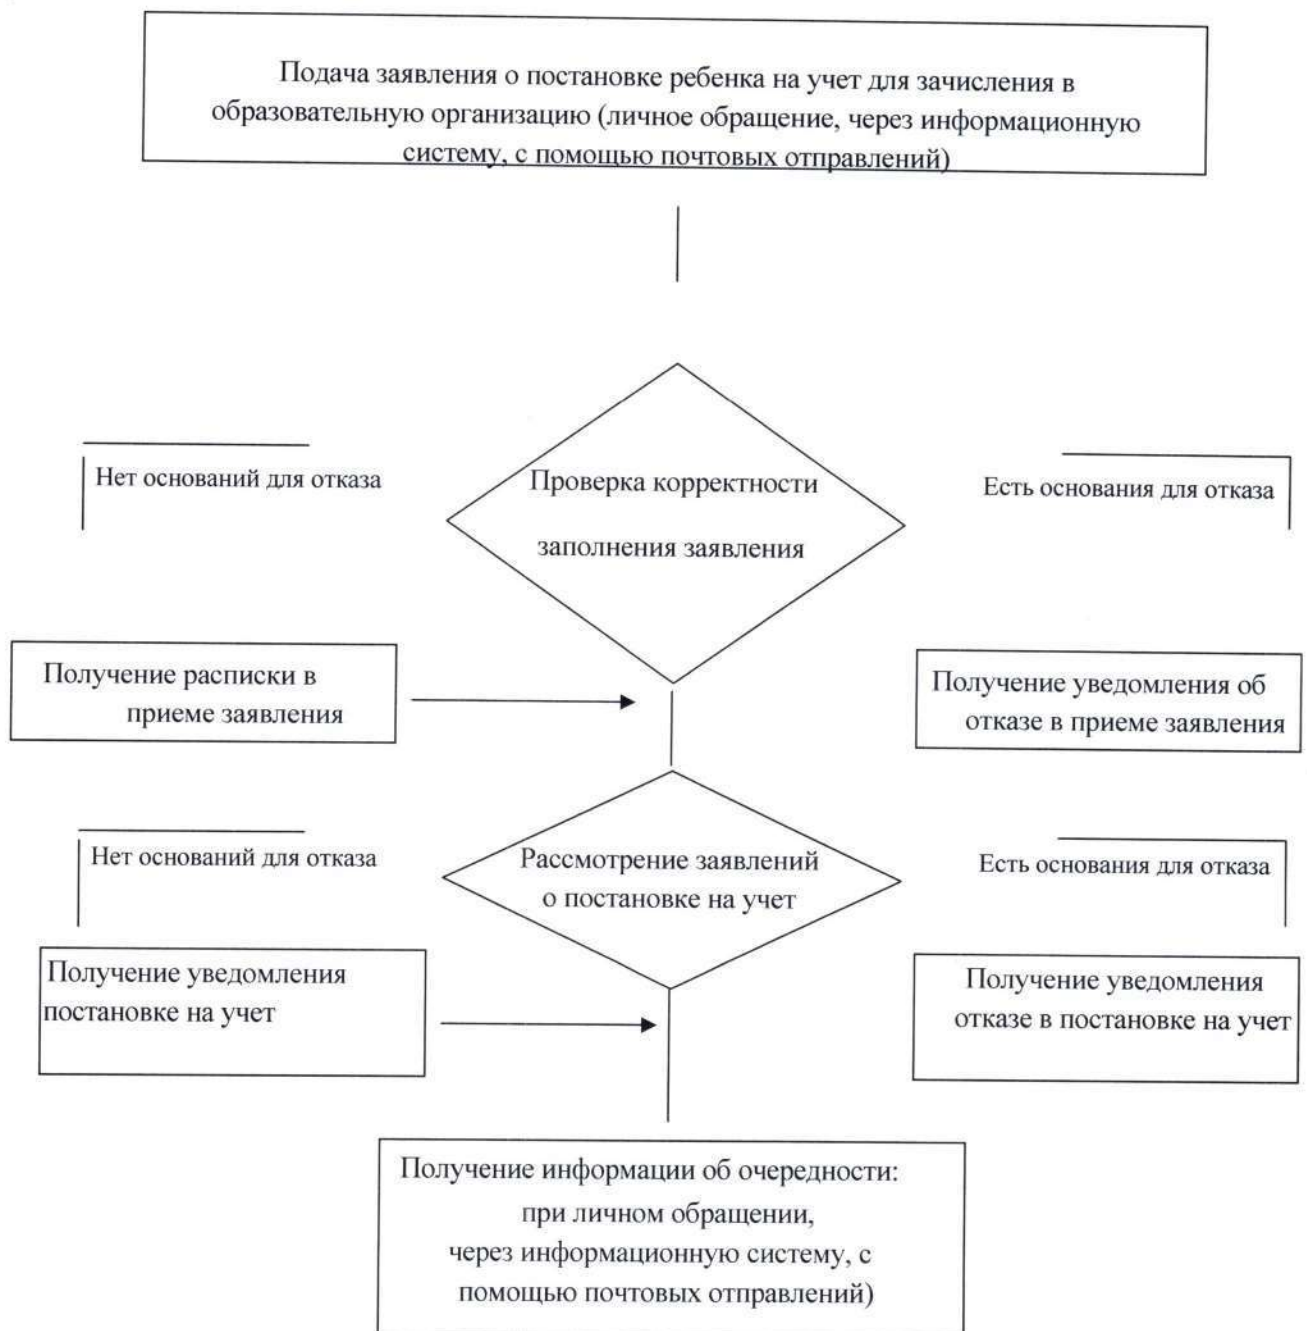 Подача заявления о постановке ребенка на учет для зачисления в
образовательную организацию (личное обращение, через информационную
систему, с помощью почтовых отправлений)
Нет оснований для отказа
Проверка корректности
заполнения заявления
Есть основания для отказа
Получение расписки в
приеме заявления
Получение уведомления об
отказе в приеме заявления
Нет оснований для отказа
Рассмотрение заявлений
о постановке на учет
Есть основания для отказа
Получение уведомления
постановке на учет
Получение уведомления
отказе в постановке на учет
Получение информации об очередности:
при личном обращении,
через информационную систему, с
помощью почтовых отправлений)